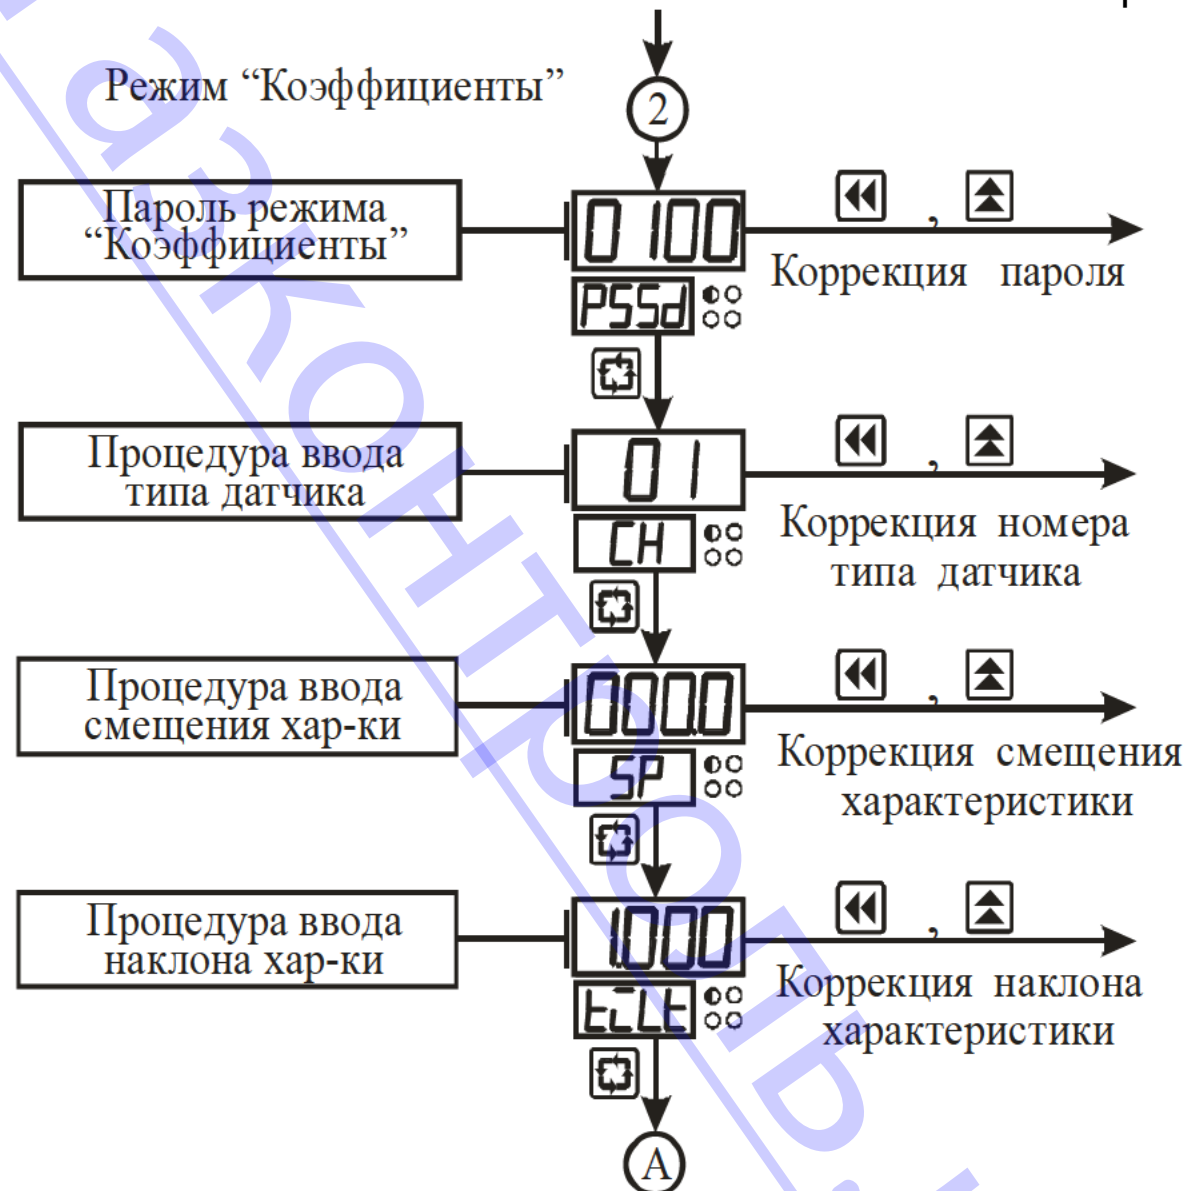 Режим “Коэффициенты”
2
Пароль режима
“Коэффициенты”
0100
,
Коррекция пароля
PSSd
Процедура ввода
типа датчика
01
,
Коррекция номера
типа датчика
CH
Процедура ввода
смещения хар-ки
000.0
,
Коррекция смещения
характеристики
SP
Процедура ввода
наклона хар-ки
1.000
,
Коррекция наклона
характеристики
tiLt
А
азконтроль.